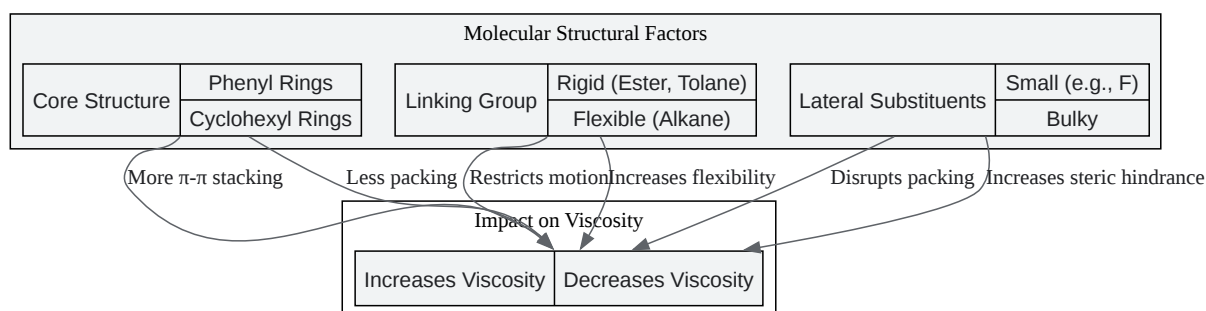 Molecular Structural Factors
Core Structure
Phenyl Rings
Cyclohexyl Rings
Linking Group
Rigid (Ester, Tolane)
Flexible (Alkane)
Lateral Substituents
Small (e.g., F)
Bulky
More π-π stacking
Less packing
Restricts motion
Increases flexibility
Disrupts packing
Increases steric hindrance
Impact on Viscosity
Increases Viscosity
Decreases Viscosity